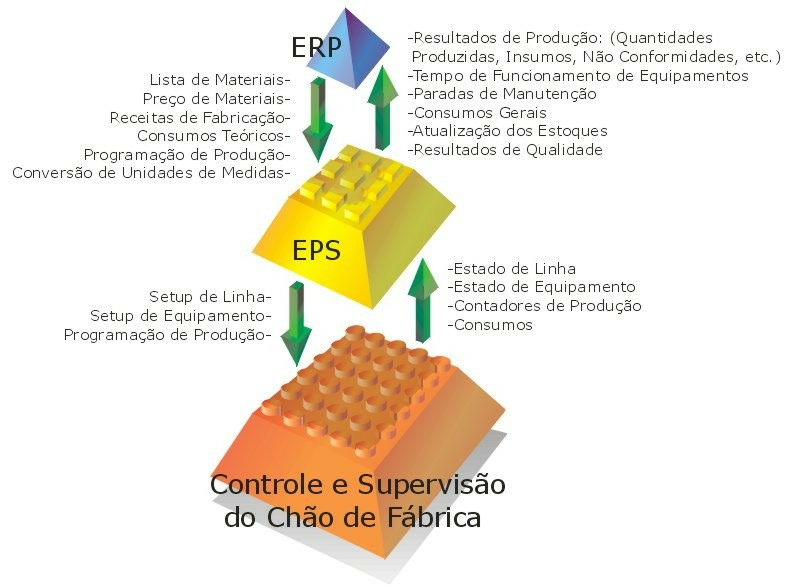 ERP
-Resultados de Produção: (Quantidades
Produzidas, Insumos, Não Conformidades, etc.)
-Tempo de Funcionamento de Equipamentos
-Paradas de Manutenção
-Consumos Gerais
-Atualização dos Estoques
-Resultados de Qualidade
Lista de Materiais-
Preço de Materiais-
Receitas de Fabricação-
Consumos Teóricos-
Programação de Produção-
Conversão de Unidades de Medidas-
EPS
-Estado de Linha
-Estado de Equipamento
-Contadores de Produção
-Consumos
Setup de Linha-
Setup de Equipamento-
Programação de Produção-
Controle e Supervisão
do Chão de Fábrica